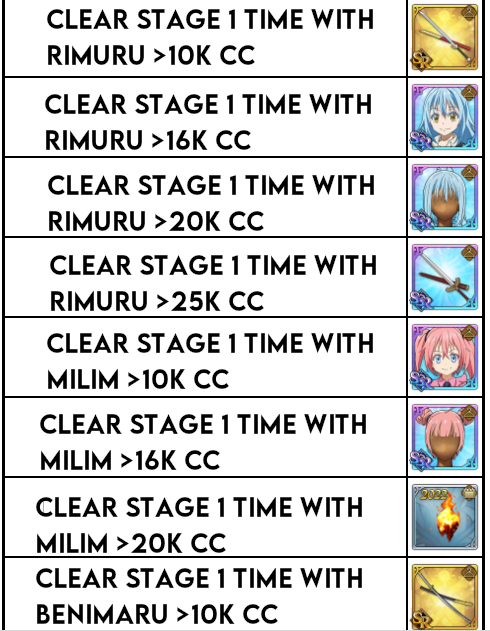 CLEAR STAGE 1 TIME WITH
RIMURU >10K CC
CLEAR STAGE 1 TIME WITH
RIMURU >16K CC
CLEAR STAGE 1 TIME WITH
RIMURU >20K CC
CLEAR STAGE 1 TIME WITH
RIMURU >25K CC
CLEAR STAGE 1 TIME WITH
MILIM >10K CC
CLEAR STAGE 1 TIME WITH
MILIM >16K CC
CLEAR STAGE 1 TIME WITH
MILIM >20K CC
2022
CLEAR STAGE 1 TIME WITH
BENIMARU >10K CC